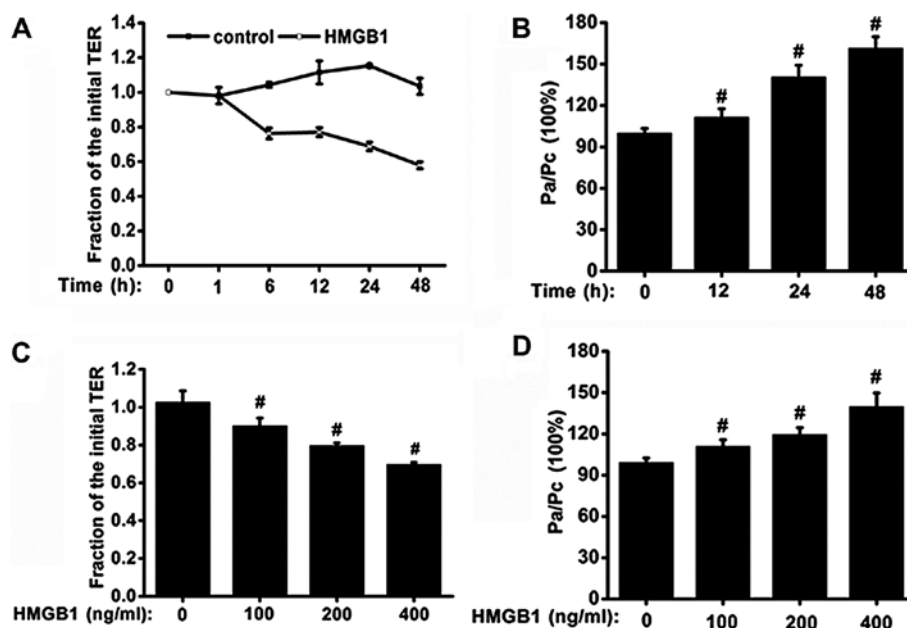 A
control HMGB1
Fraction of the initial TER
1.4
1.2
1.0
0.8
0.6
0.4
0.2
0.0
Time (h): 0 1 6 12 24 48
B
Pa/Pc (100%)
180
150
120
90
60
30
0
# # #
Time (h): 0 12 24 48
C
Fraction of the initial TER
1.2
1.0
0.8
0.6
0.4
0.2
0.0
# # #
HMGB1 (ng/ml): 0 100 200 400
D
Pa/Pc (100%)
180
150
120
90
60
30
0
# # #
HMGB1 (ng/ml): 0 100 200 400